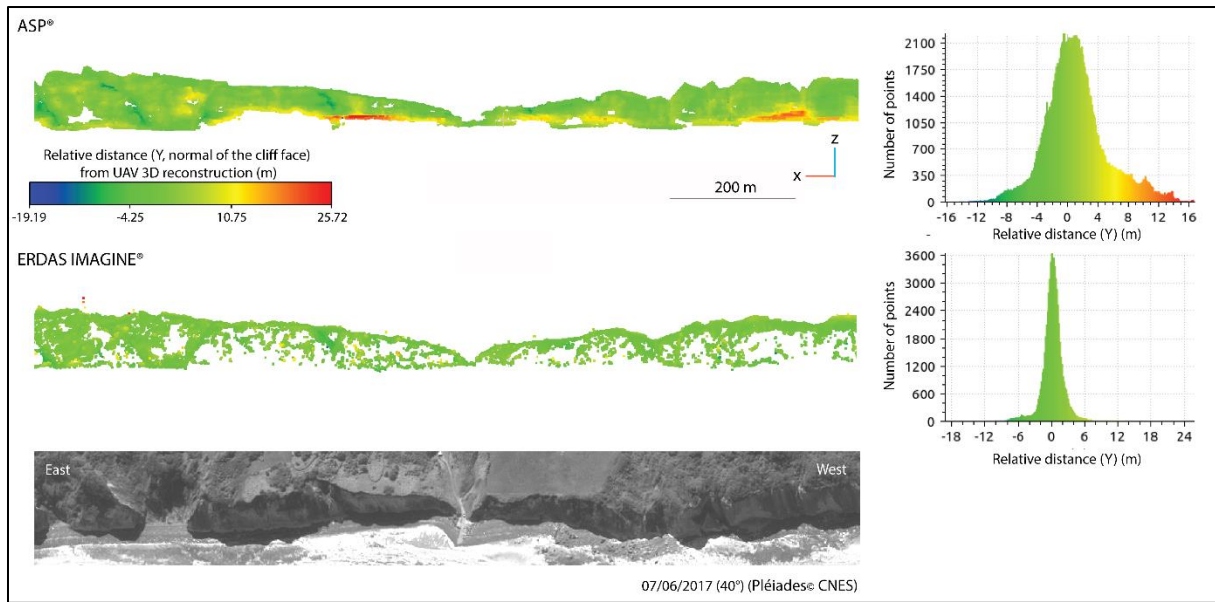 ASP®
Relative distance (Y, normal of the cliff face)
from UAV 3D reconstruction (m)
-19.19 -4.25 10.75 25.72
z
x
200 m
Number of points
2100
1750
1400
1050
700
350
0
-16 -12 -8 -4 0 4 8 12 16
Relative distance (Y) (m)
-
ERDAS IMAGINE®
Number of points
3600
3000
2400
1800
1200
600
0
-18 -12 -6 0 6 12 18 24
Relative distance (Y) (m)
East West
07/06/2017 (40°) (Pléiades© CNES)